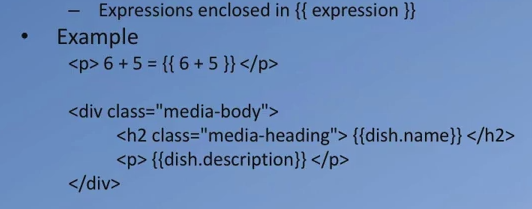 – Expressions enclosed in {{ expression }}
• Example
<p> 6 + 5 = {{ 6 + 5 }} </p>
<div class="media-body">
<h2 class="media-heading"> {{dish.name}} </h2>
<p> {{dish.description}} </p>
</div>